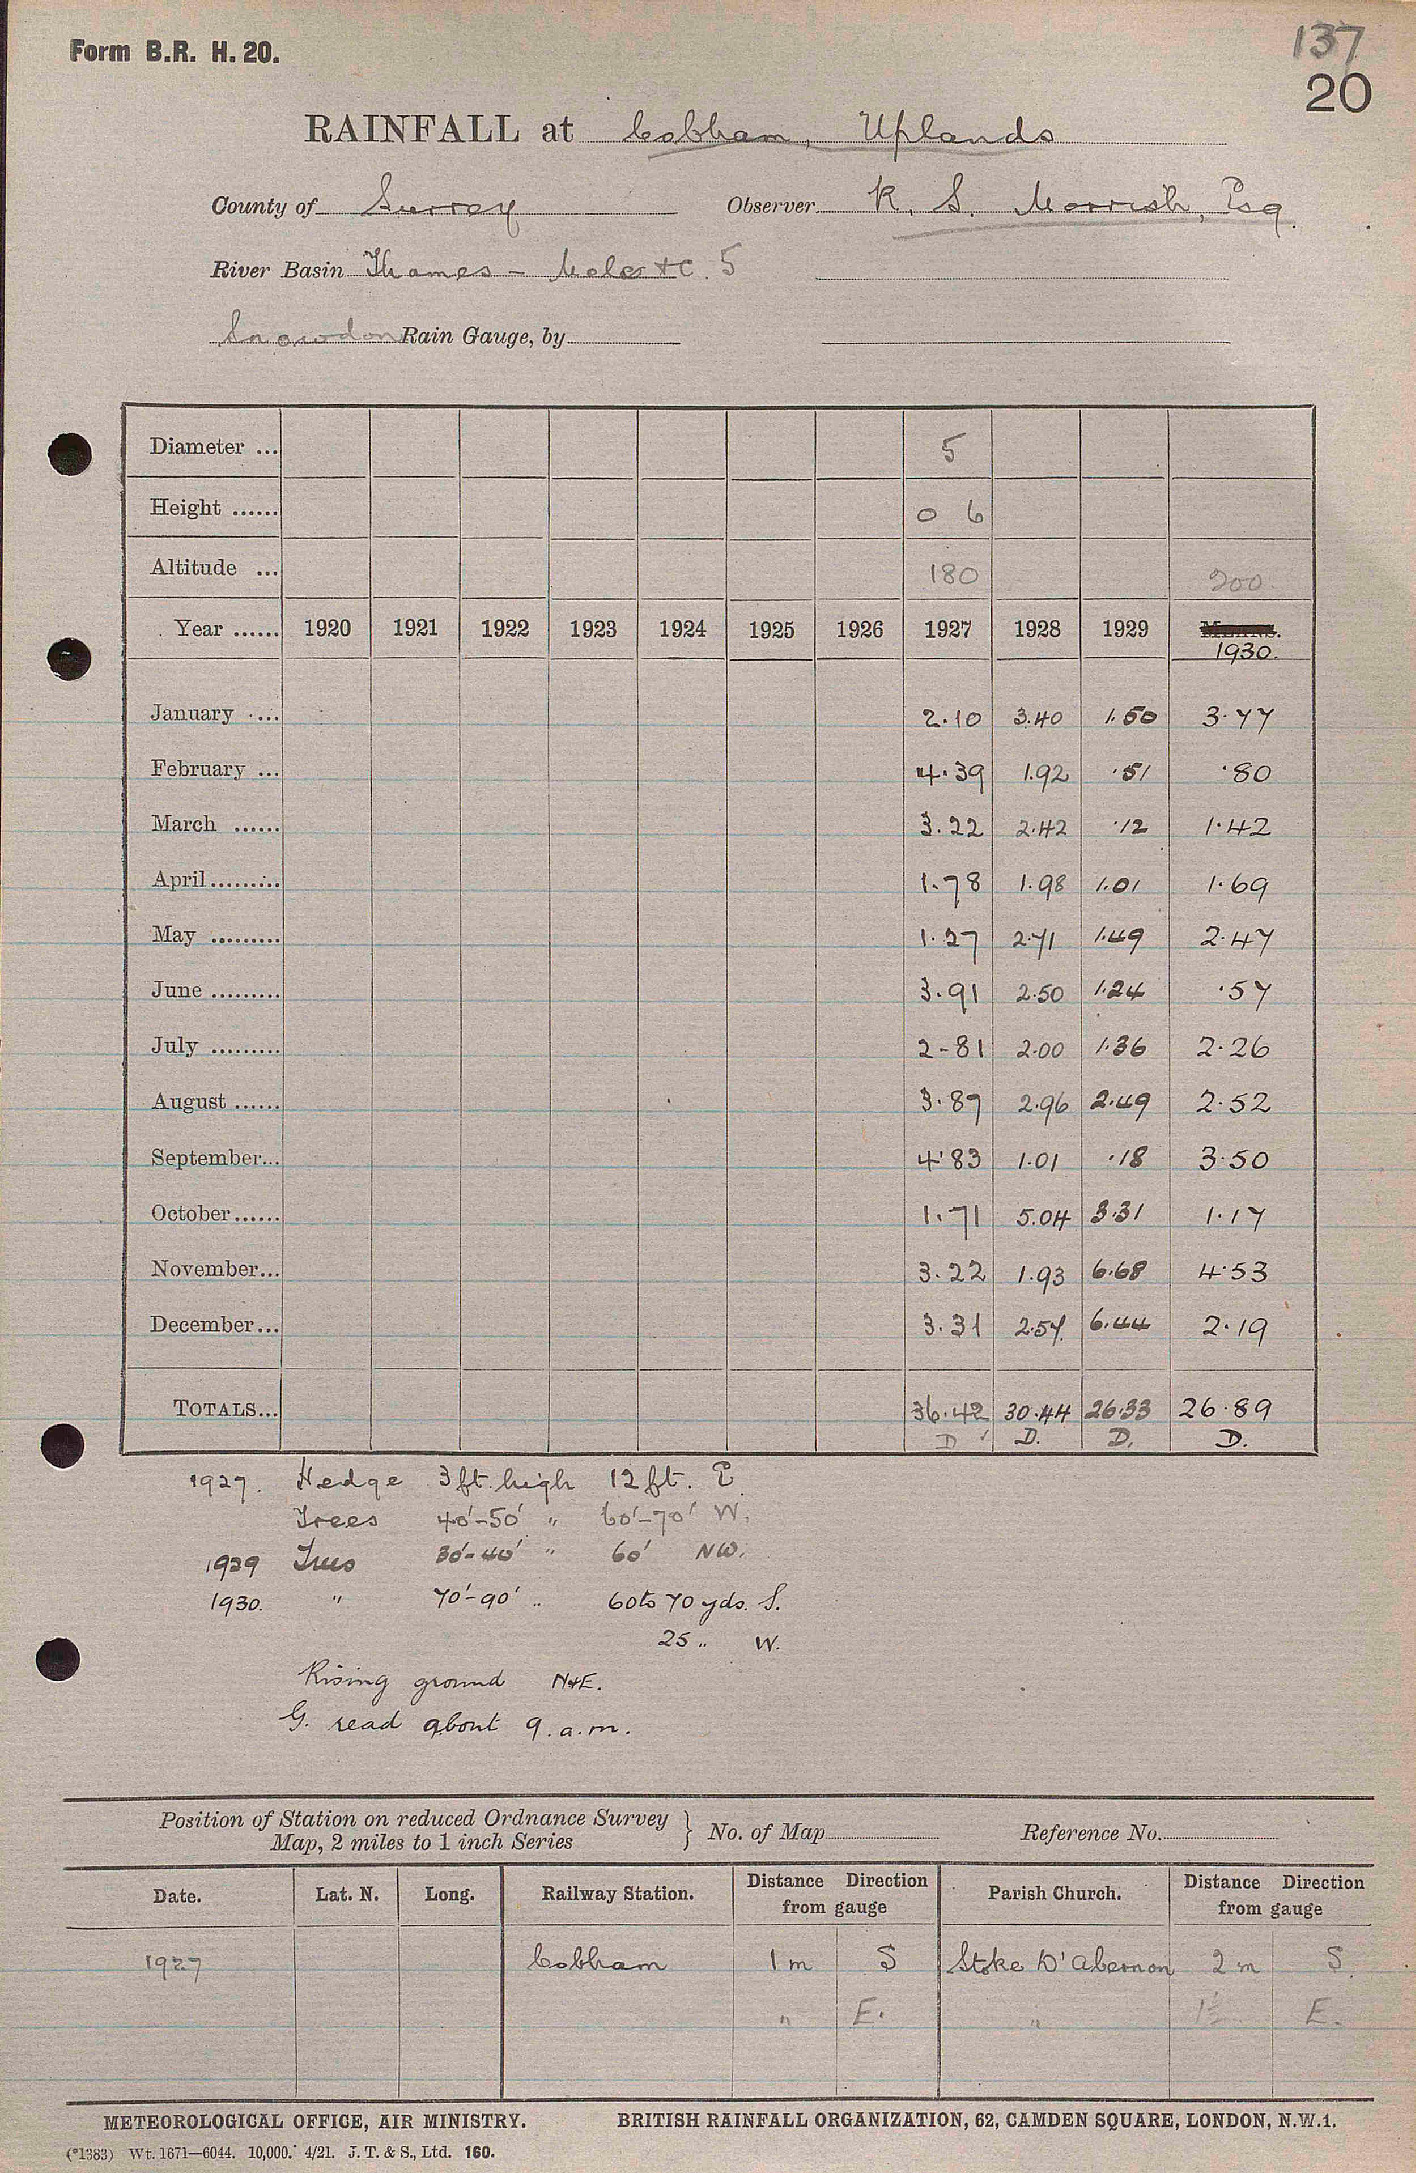 Form B.R. H. 20.
137
20
RAINFALL at Cobham, Uplands
County of Surrey Observer R. S. Morrish, Esq.
River Basin Thames - Mole &c. 5
Snowdon Rain Gauge, by
Diameter ... 5
Height ...... 0 6
Altitude ... 180 200
Year ...... 1920 1921 1922 1923 1924 1925 1926 1927 1928 1929 1930.
January .... 2.10 3.40 1.50 3.77
February ... 4.39 1.92 .51 .80
March ...... 3.22 2.42 .12 1.42
April......... 1.78 1.98 1.01 1.69
May ......... 1.27 2.71 1.49 2.47
June ......... 3.91 2.50 1.24 .57
July ......... 2-81 2.00 1.36 2.26
August ...... 3.87 2.96 2.49 2.52
September... 4.83 1.01 .18 3.50
October...... 1.71 5.04 3.31 1.17
November... 3.22 1.93 6.68 4.53
December... 3.31 2.57 6.44 2.19
TOTALS... 36.42 30.44 26.33 26.89
D D. D. D.
1927. Hedge 3ft. high 12ft. E.
Trees 40'-50' " 60'-70' W.
1929 Trees 30'-40' " 60' NW.
1930. " 70'-90' " 60 to 70 yds. S.
25 " W.
Rising ground N & E.
G. read about 9.a.m.
Position of Station on reduced Ordnance Survey
Map, 2 miles to 1 inch Series } No. of Map Reference No.
Date. Lat. N. Long. Railway Station. Distance Direction from gauge Parish Church. Distance Direction from gauge
1927 Cobham 1 m S Stoke D'Abernon 2 m S.
" E. " 1½ E.
METEOROLOGICAL OFFICE, AIR MINISTRY. BRITISH RAINFALL ORGANIZATION, 62, CAMDEN SQUARE, LONDON, N.W.1.
(*1383) Wt. 1671—6044. 10,000. 4/21. J. T. & S., Ltd. 160.